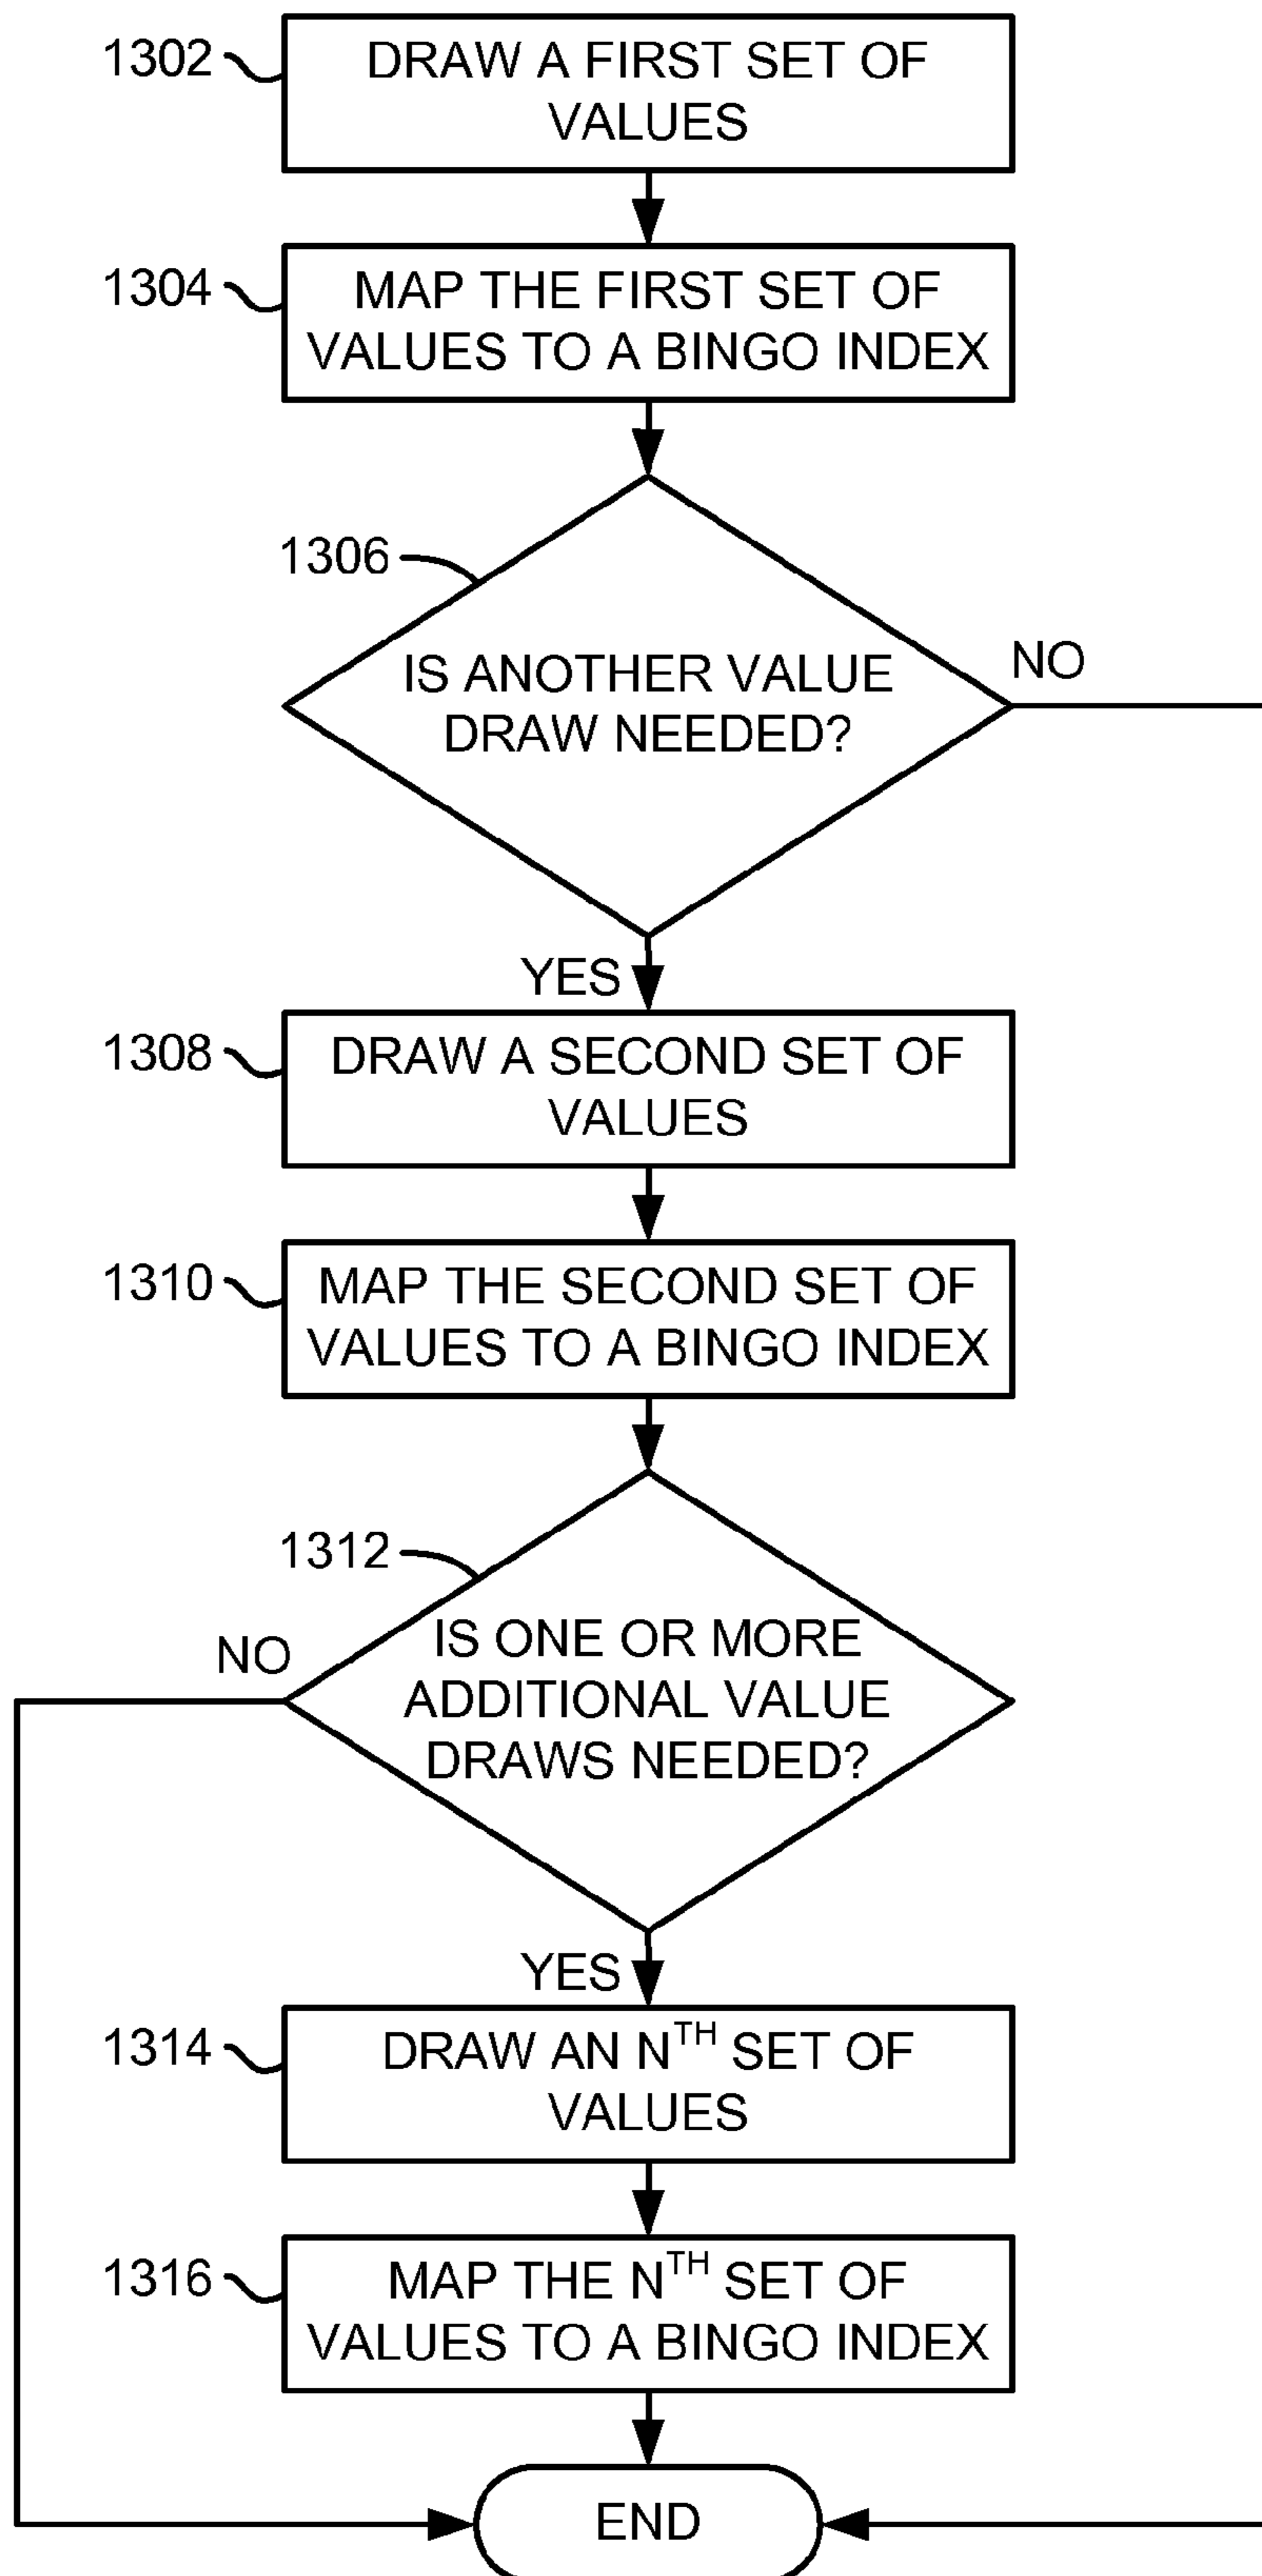 1302
DRAW A FIRST SET OF
VALUES
1304
MAP THE FIRST SET OF
VALUES TO A BINGO INDEX
1306
IS ANOTHER VALUE
DRAW NEEDED?
NO
YES
1308
DRAW A SECOND SET OF
VALUES
1310
MAP THE SECOND SET OF
VALUES TO A BINGO INDEX
1312
NO
IS ONE OR MORE
ADDITIONAL VALUE
DRAWS NEEDED?
YES
1314
DRAW AN N^TH SET OF
VALUES
1316
MAP THE N^TH SET OF
VALUES TO A BINGO INDEX
END